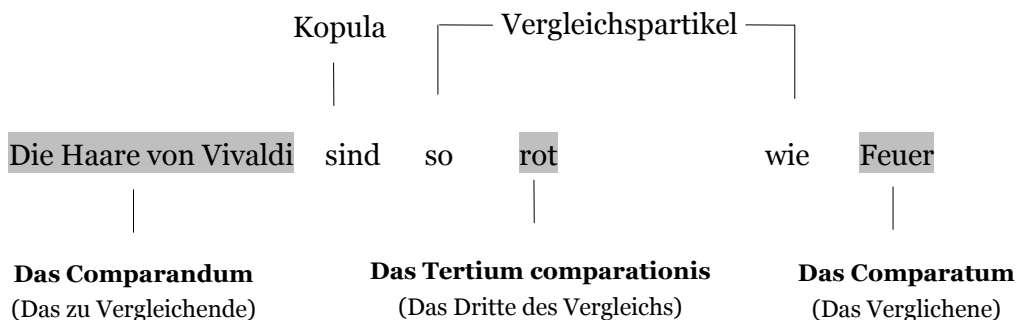 Kopula Vergleichspartikel
Die Haare von Vivaldi sind so rot wie Feuer
Das Comparandum Das Tertium comparationis Das Comparatum
(Das zu Vergleichende) (Das Dritte des Vergleichs) (Das Verglichene)